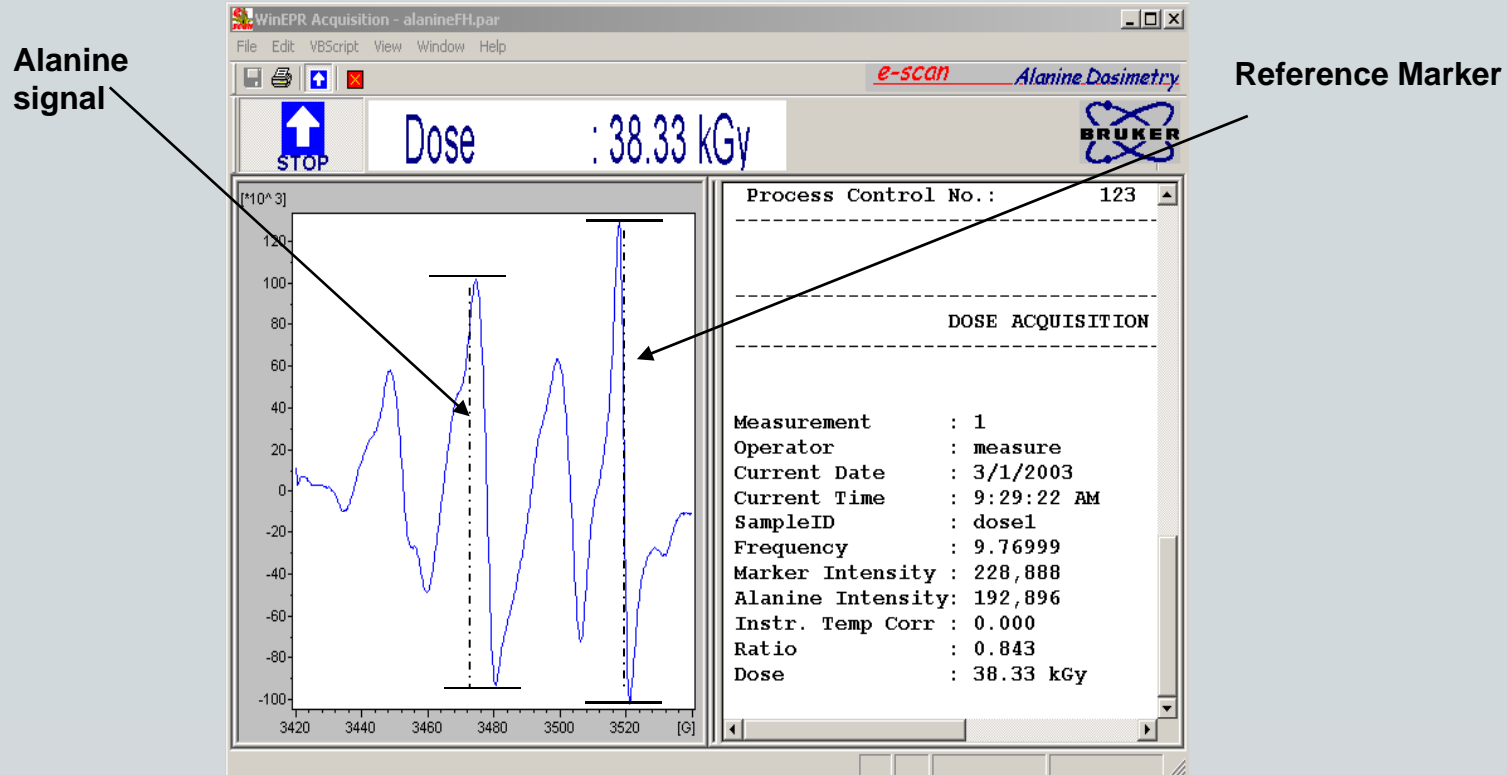 Alanine
signal
Reference Marker
WinEPR Acquisition - alanineFH.par
File Edit VBScript View Window Help
e-scan Alanine Dosimetry
STOP
Dose : 38.33 kGy
BRUKER
[*10^ 3]
120
100
80
60
40
20
0
-20
-40
-60
-80
-100
3420 3440 3460 3480 3500 3520 [G]
Process Control No.: 123
DOSE ACQUISITION
Measurement : 1
Operator : measure
Current Date : 3/1/2003
Current Time : 9:29:22 AM
SampleID : dose1
Frequency : 9.76999
Marker Intensity : 228,888
Alanine Intensity: 192,896
Instr. Temp Corr : 0.000
Ratio : 0.843
Dose : 38.33 kGy